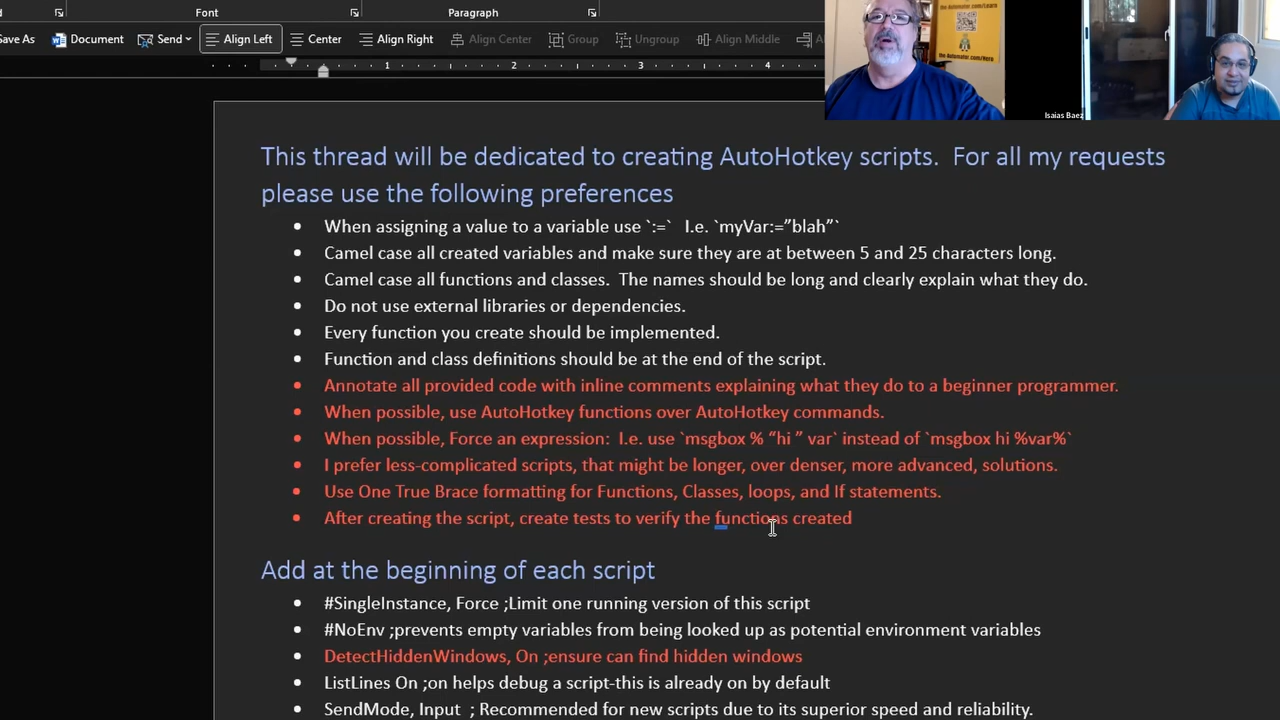 Font
Paragraph
Save As
Document
Send
Align Left
Center
Align Right
Align Center
Group
Ungroup
Align Middle
1
2
3
4
the Automator.com/Learn
the Automator.com/Hero
Isaias Baez
This thread will be dedicated to creating AutoHotkey scripts.  For all my requests
please use the following preferences
• When assigning a value to a variable use `:=`  I.e. `myVar:=”blah”`
• Camel case all created variables and make sure they are at between 5 and 25 characters long.
• Camel case all functions and classes.  The names should be long and clearly explain what they do.
• Do not use external libraries or dependencies.
• Every function you create should be implemented.
• Function and class definitions should be at the end of the script.
• Annotate all provided code with inline comments explaining what they do to a beginner programmer.
• When possible, use AutoHotkey functions over AutoHotkey commands.
• When possible, Force an expression:  I.e. use `msgbox % “hi ” var` instead of `msgbox hi %var%`
• I prefer less-complicated scripts, that might be longer, over denser, more advanced, solutions.
• Use One True Brace formatting for Functions, Classes, loops, and If statements.
• After creating the script, create tests to verify the functions created
Add at the beginning of each script
• #SingleInstance, Force ;Limit one running version of this script
• #NoEnv ;prevents empty variables from being looked up as potential environment variables
• DetectHiddenWindows, On ;ensure can find hidden windows
• ListLines On ;on helps debug a script-this is already on by default
• SendMode, Input  ; Recommended for new scripts due to its superior speed and reliability.